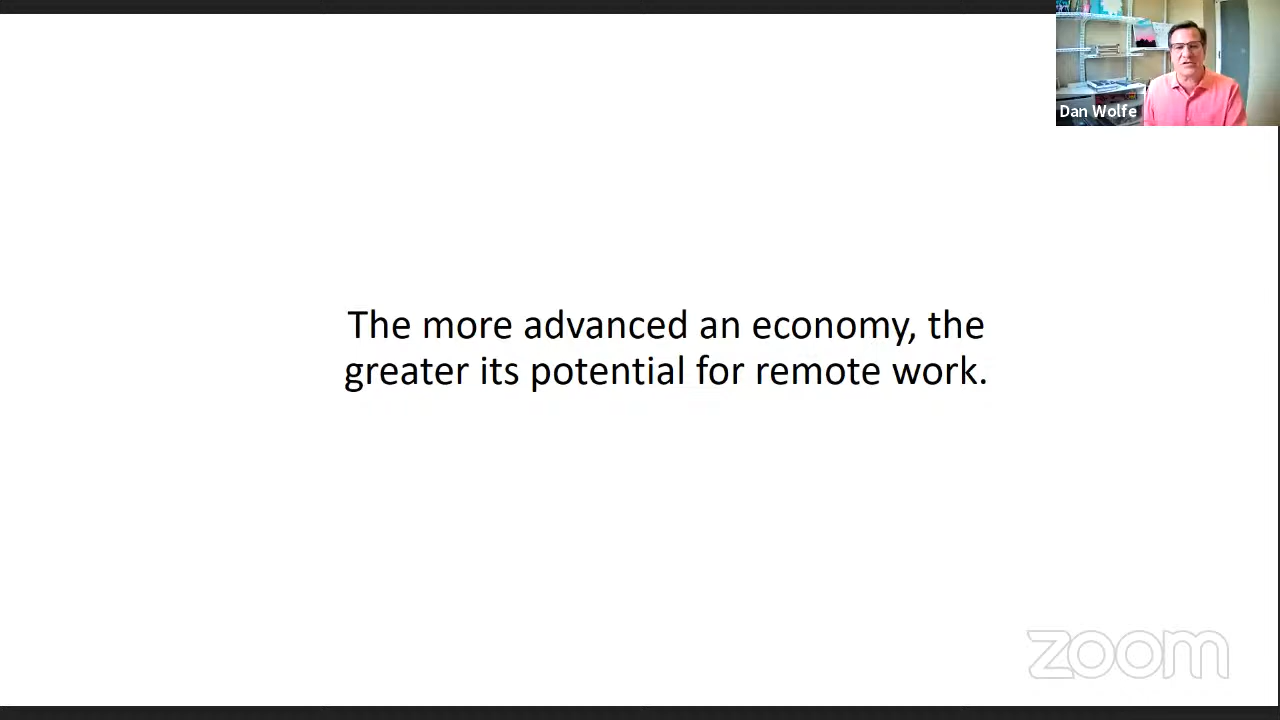 Dan Wolfe
The more advanced an economy, the
greater its potential for remote work.
zoom